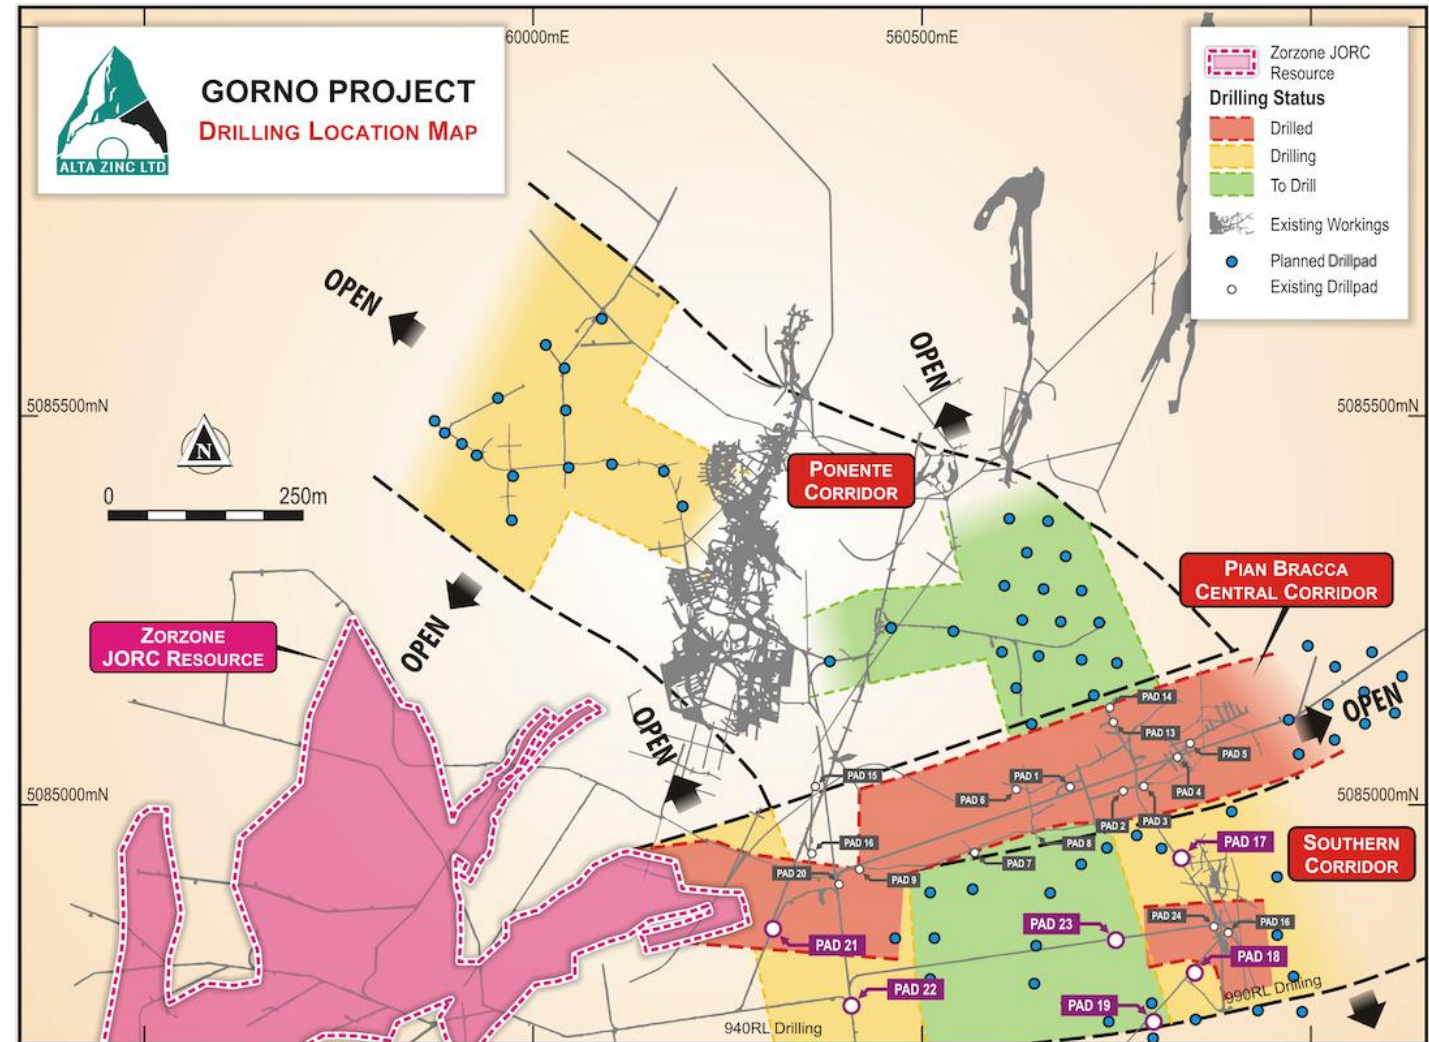 60000mE
560500mE
GORNO PROJECT
DRILLING LOCATION MAP
ALTA ZINC LTD
Zorzone JORC
Resource
Drilling Status
Drilled
Drilling
To Drill
Existing Workings
Planned Drillpad
Existing Drillpad
OPEN
OPEN
5085500mN
5085500mN
N
0
250m
PONENTE
CORRIDOR
PIAN BRACCA
CENTRAL CORRIDOR
OPEN
ZORZONE
JORC RESOURCE
OPEN
OPEN
PAD 14
PAD 13
PAD 5
PAD 15
PAD 1
PAD 6
PAD 4
5085000mN
5085000mN
PAD 2
PAD 3
PAD 16
PAD 8
PAD 17
PAD 7
SOUTHERN
CORRIDOR
PAD 20
PAD 9
PAD 24
PAD 16
PAD 23
PAD 21
PAD 18
PAD 22
990RL Drilling
PAD 19
940RL Drilling